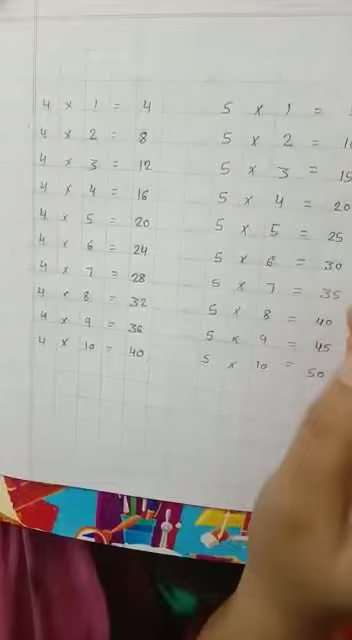 4 × 1 = 4 5 × 1 =
4 × 2 = 8 5 × 2 = 10
4 × 3 = 12 5 × 3 = 15
4 × 4 = 16 5 × 4 = 20
4 × 5 = 20 5 × 5 = 25
4 × 6 = 24 5 × 6 = 30
4 × 7 = 28 5 × 7 = 35
4 × 8 = 32 5 × 8 = 40
4 × 9 = 36 5 × 9 = 45
4 × 10 = 40 5 × 10 = 50